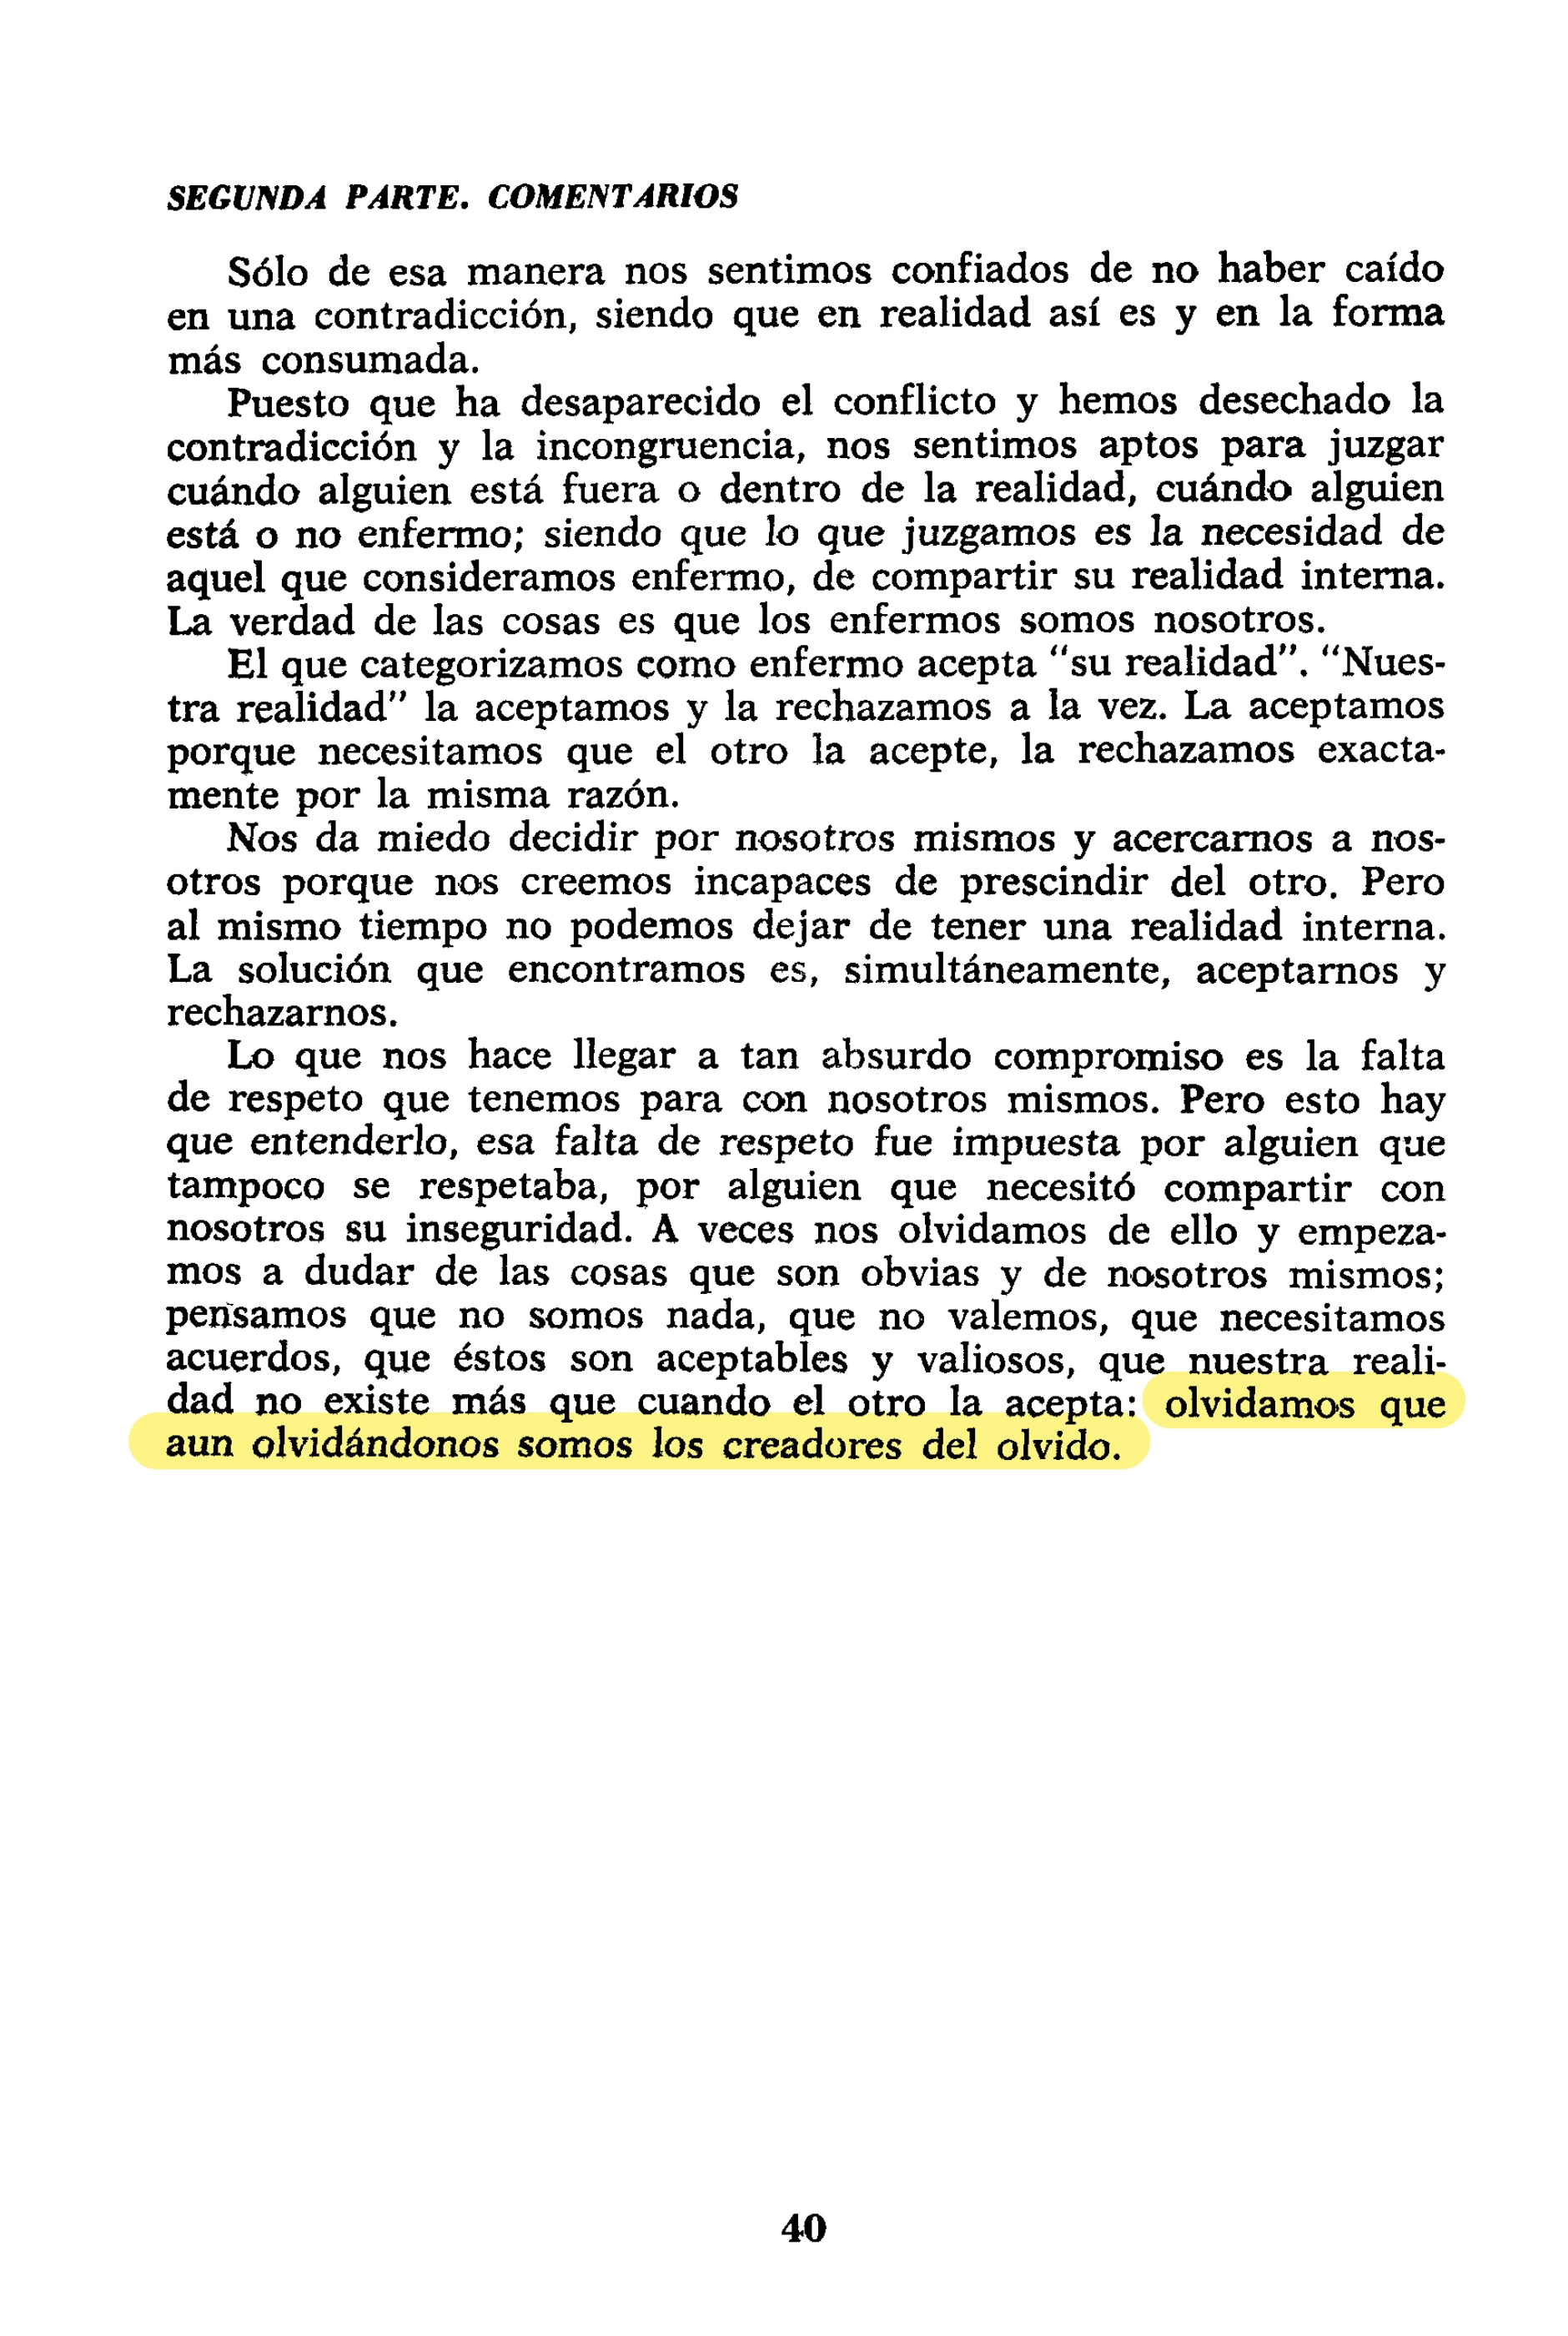 SEGUNDA PARTE. COMENTARIOS
Sólo de esa manera nos sentimos confiados de no haber caído
en una contradicción, siendo que en realidad así es y en la forma
más consumada.
Puesto que ha desaparecido el conflicto y hemos desechado la
contradicción y la incongruencia, nos sentimos aptos para juzgar
cuándo alguien está fuera o dentro de la realidad, cuándo alguien
está o no enfermo; siendo que lo que juzgamos es la necesidad de
aquel que consideramos enfermo, de compartir su realidad interna.
La verdad de las cosas es que los enfermos somos nosotros.
El que categorizamos como enfermo acepta "su realidad". "Nues-
tra realidad" la aceptamos y la rechazamos a la vez. La aceptamos
porque necesitamos que el otro la acepte, la rechazamos exacta-
mente por la misma razón.
Nos da miedo decidir por nosotros mismos y acercarnos a nos-
otros porque nos creemos incapaces de prescindir del otro. Pero
al mismo tiempo no podemos dejar de tener una realidad interna.
La solución que encontramos es, simultáneamente, aceptarnos y
rechazarnos.
Lo que nos hace llegar a tan absurdo compromiso es la falta
de respeto que tenemos para con nosotros mismos. Pero esto hay
que entenderlo, esa falta de respeto fue impuesta por alguien que
tampoco se respetaba, por alguien que necesitó compartir con
nosotros su inseguridad. A veces nos olvidamos de ello y empeza-
mos a dudar de las cosas que son obvias y de nosotros mismos;
pensamos que no somos nada, que no valemos, que necesitamos
acuerdos, que éstos son aceptables y valiosos, que nuestra reali-
dad no existe más que cuando el otro la acepta: olvidamos que
aun olvidándonos somos los creadores del olvido.
40